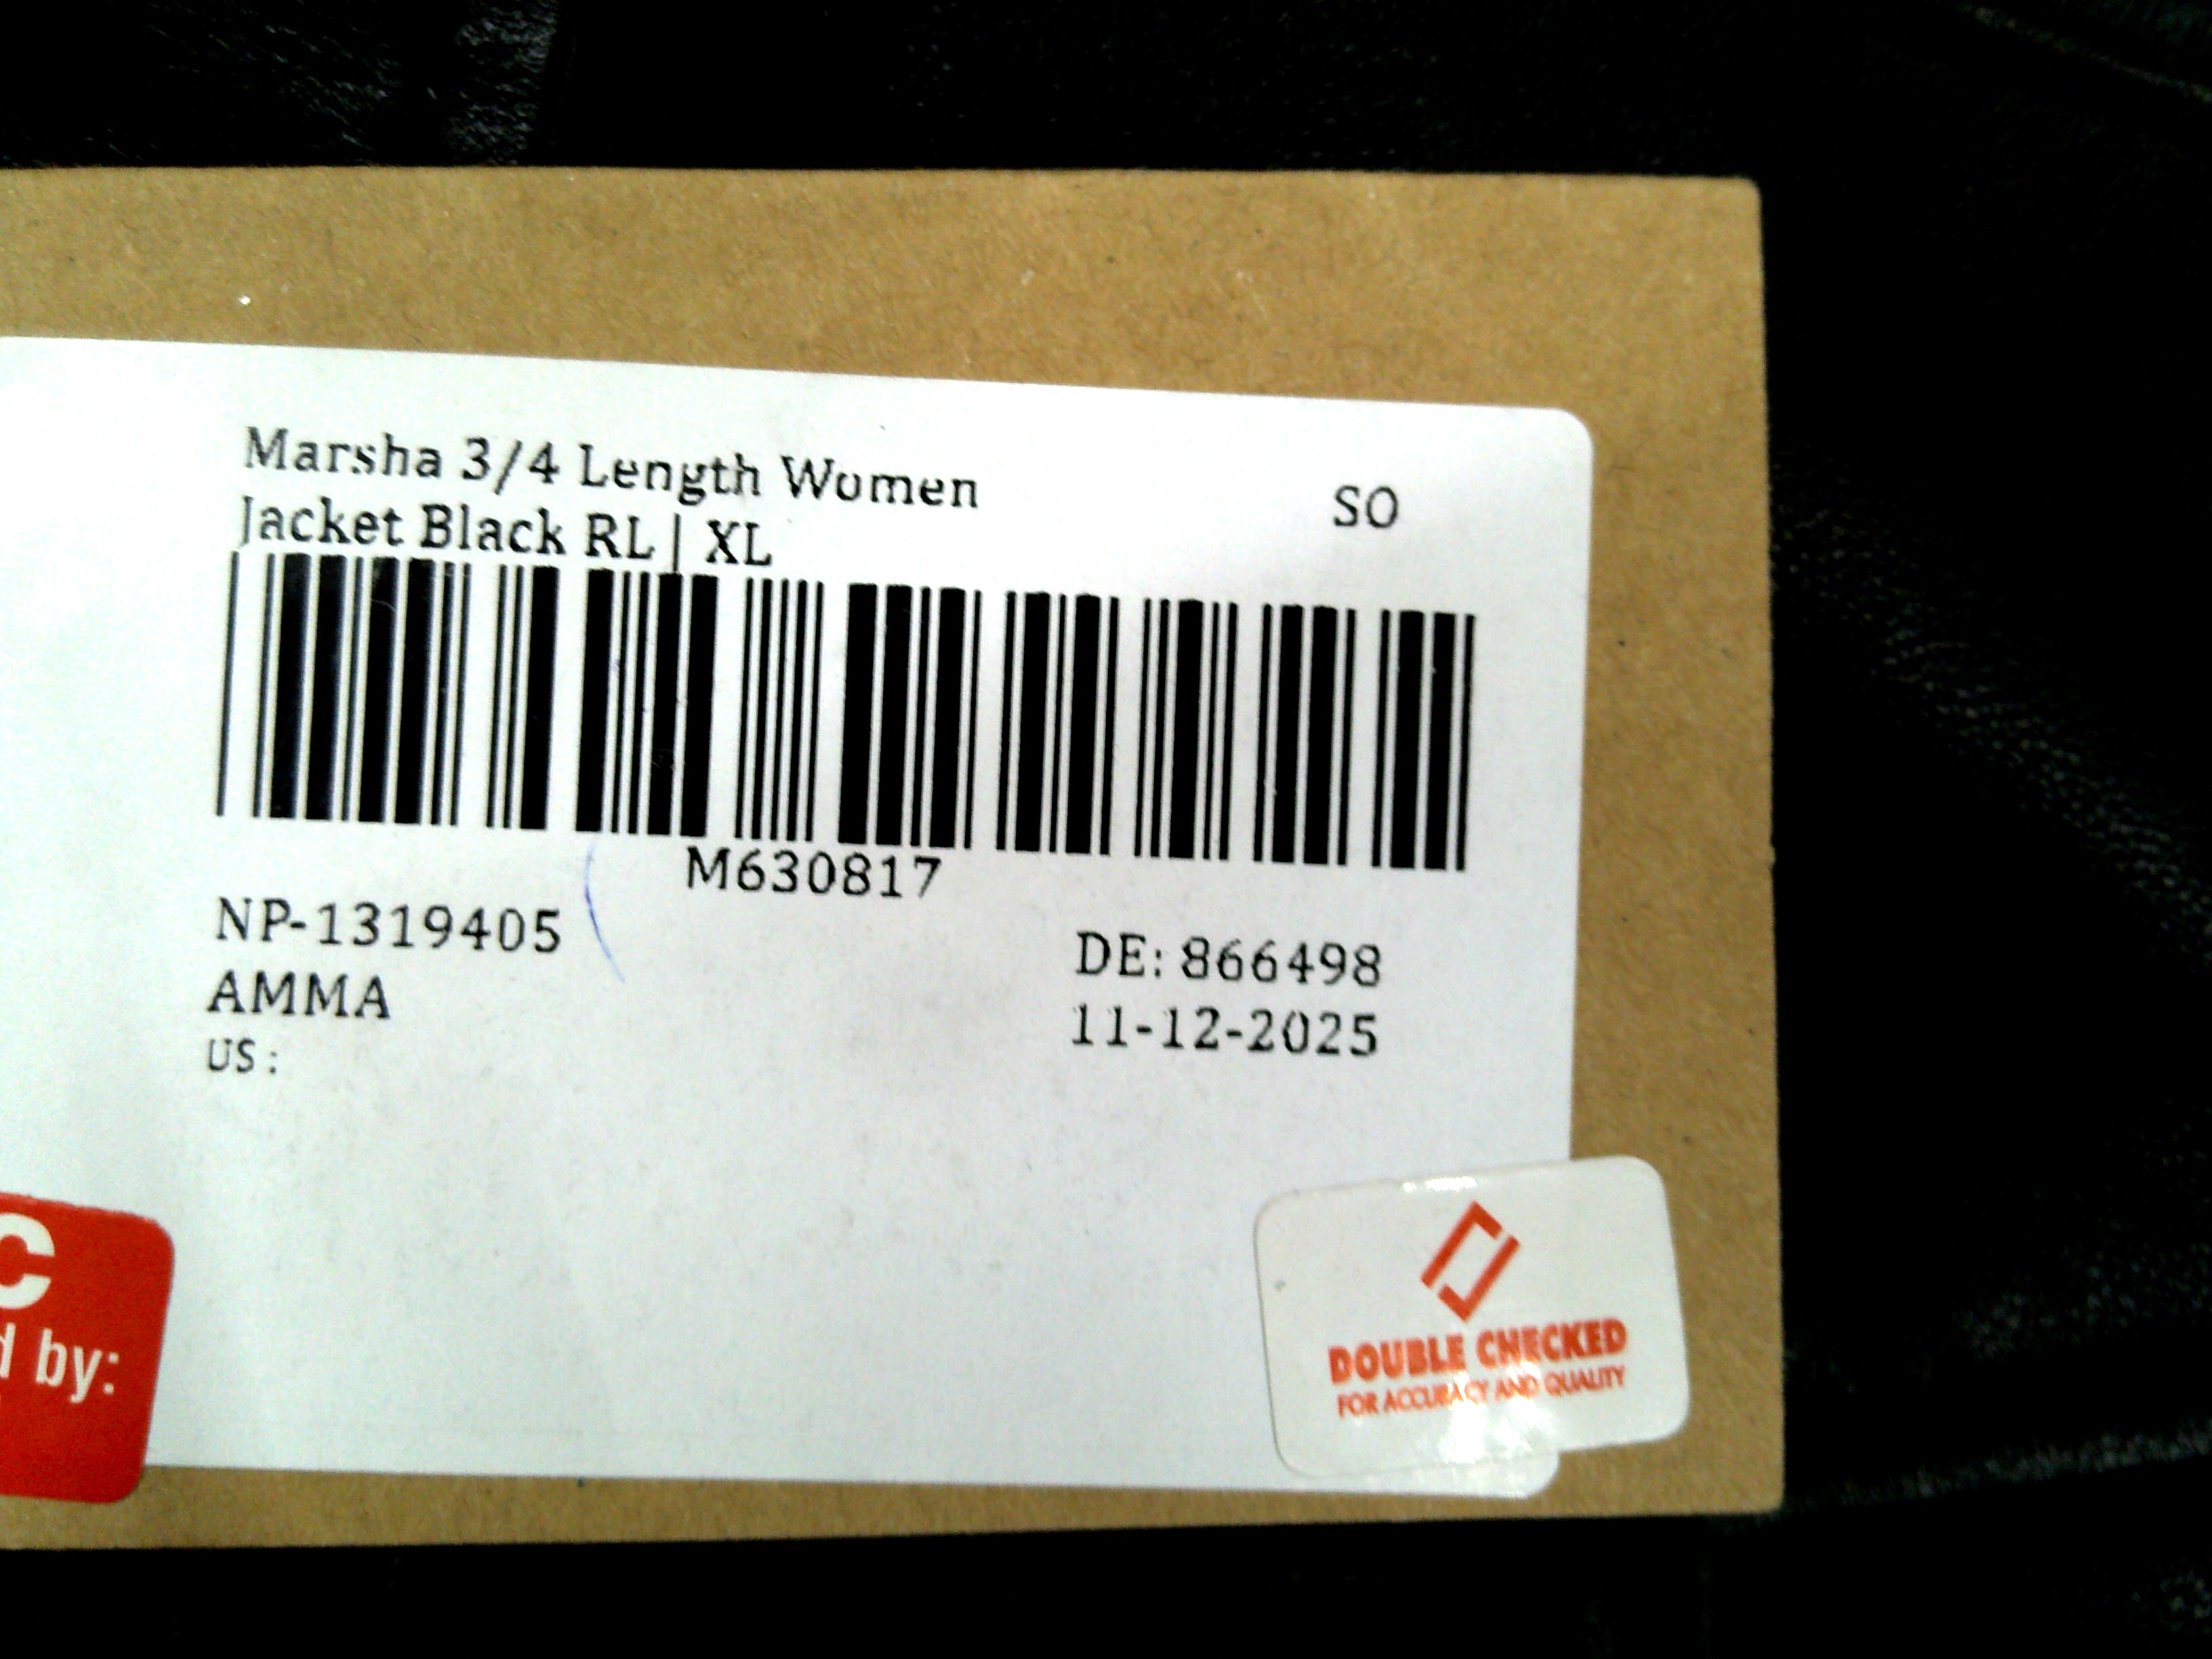 Marsha 3/4 Length Women
Jacket Black RL | XL
SO
M630817
NP-1319405
DE: 866498
AMMA
11-12-2025
US :
C
d by:
DOUBLE CHECKED
FOR ACCURACY AND QUALITY